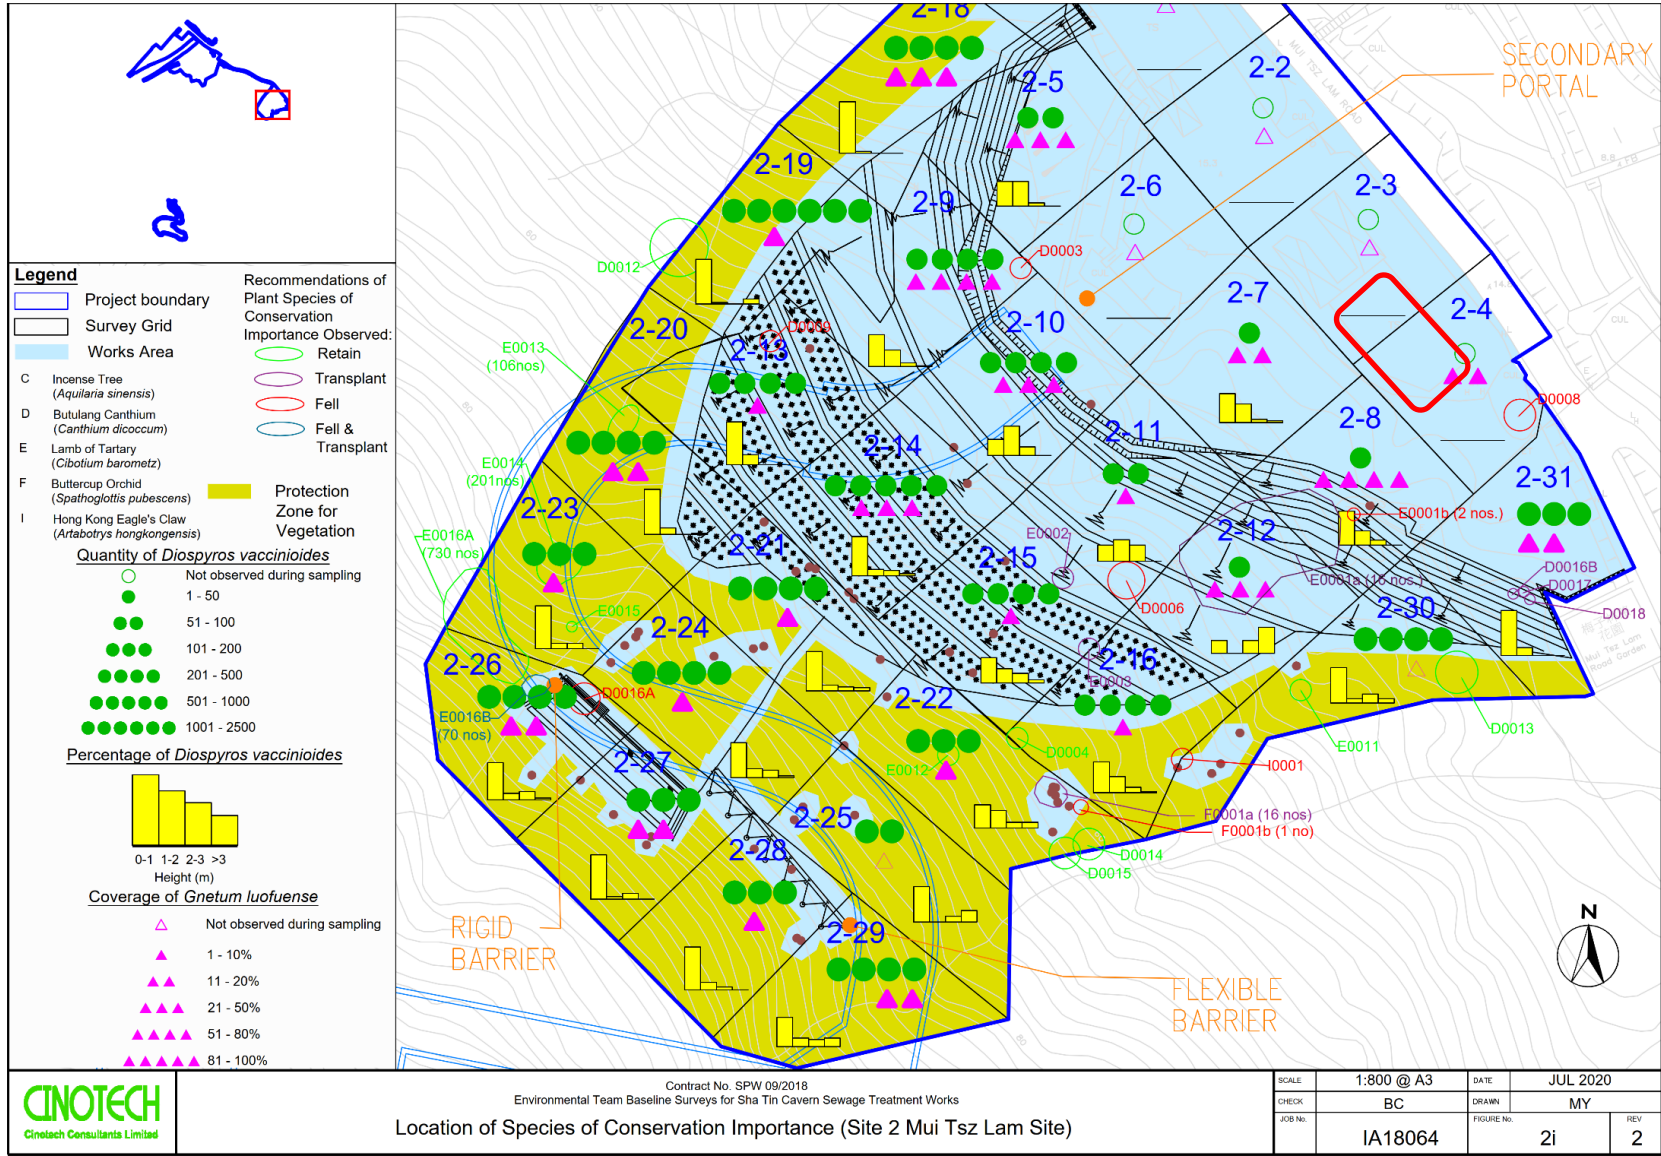 Legend
Project boundary
Survey Grid
Works Area
C Incense Tree
(Aquilaria sinensis)
D Butulang Canthium
(Canthium dicoccum)
E Lamb of Tartary
(Cibotium barometz)
F Buttercup Orchid
(Spathoglottis pubescens)
I Hong Kong Eagle's Claw
(Artabotrys hongkongensis)
Recommendations of
Plant Species of
Conservation
Importance Observed:
Retain
Transplant
Fell
Fell &
Transplant
Protection
Zone for
Vegetation
Quantity of Diospyros vaccinioides
Not observed during sampling
1 - 50
51 - 100
101 - 200
201 - 500
501 - 1000
1001 - 2500
Percentage of Diospyros vaccinioides
0-1 1-2 2-3 >3
Height (m)
Coverage of Gnetum luofuense
Not observed during sampling
1 - 10%
11 - 20%
21 - 50%
51 - 80%
81 - 100%
2-18
SECONDARY
PORTAL
2-2
2-5
MUI TSZ LAM ROAD
CUL
2-19
2-6
2-3
2-9
D0012
D0003
2-7
2-4
2-20
D0009
2-10
E0013
(106nos)
2-13
D0008
2-8
2-11
2-14
E0014
(201nos)
2-31
2-23
E0001b (2 nos.)
E0016A
(730 nos)
2-21
E0002
2-12
2-15
D0016B
E0001a (16 nos.)
D0017
E0015
D0006
2-30
D0018
2-24
Mui Tsz Lam
Road Garden
2-26
2-16
E0003
D0016A
2-22
E0016B
(70 nos)
D0013
D0004
E0011
2-27
E0012
I0001
2-25
F0001a (16 nos)
F0001b (1 no)
2-28
D0014
D0015
RIGID
BARRIER
2-29
N
FLEXIBLE
BARRIER
CINOTECH
Cinotech Consultants Limited
Contract No. SPW 09/2018
Environmental Team Baseline Surveys for Sha Tin Cavern Sewage Treatment Works
Location of Species of Conservation Importance (Site 2 Mui Tsz Lam Site)
SCALE 1:800 @ A3 DATE JUL 2020
CHECK BC DRAWN MY
JOB No. IA18064 FIGURE No. 2i REV 2